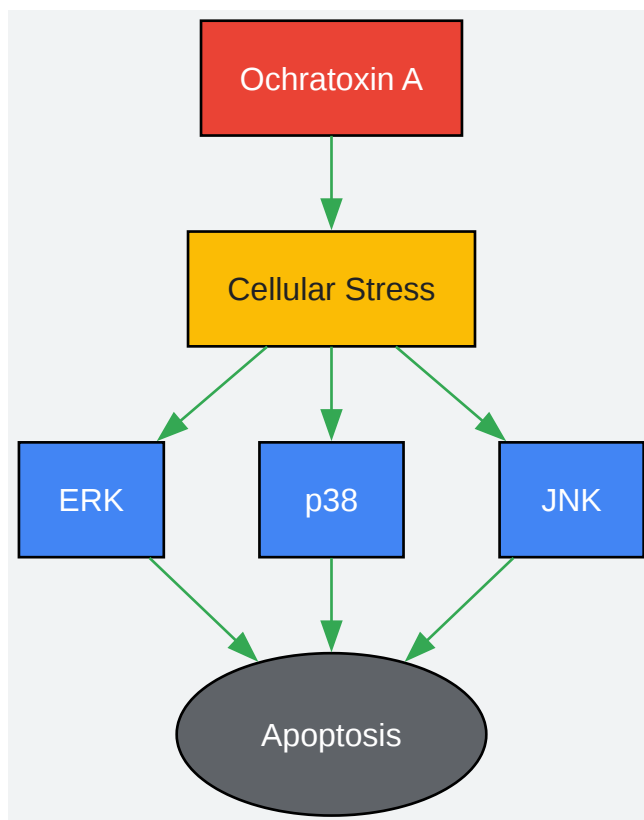 Ochratoxin A
Cellular Stress
ERK
p38
JNK
Apoptosis